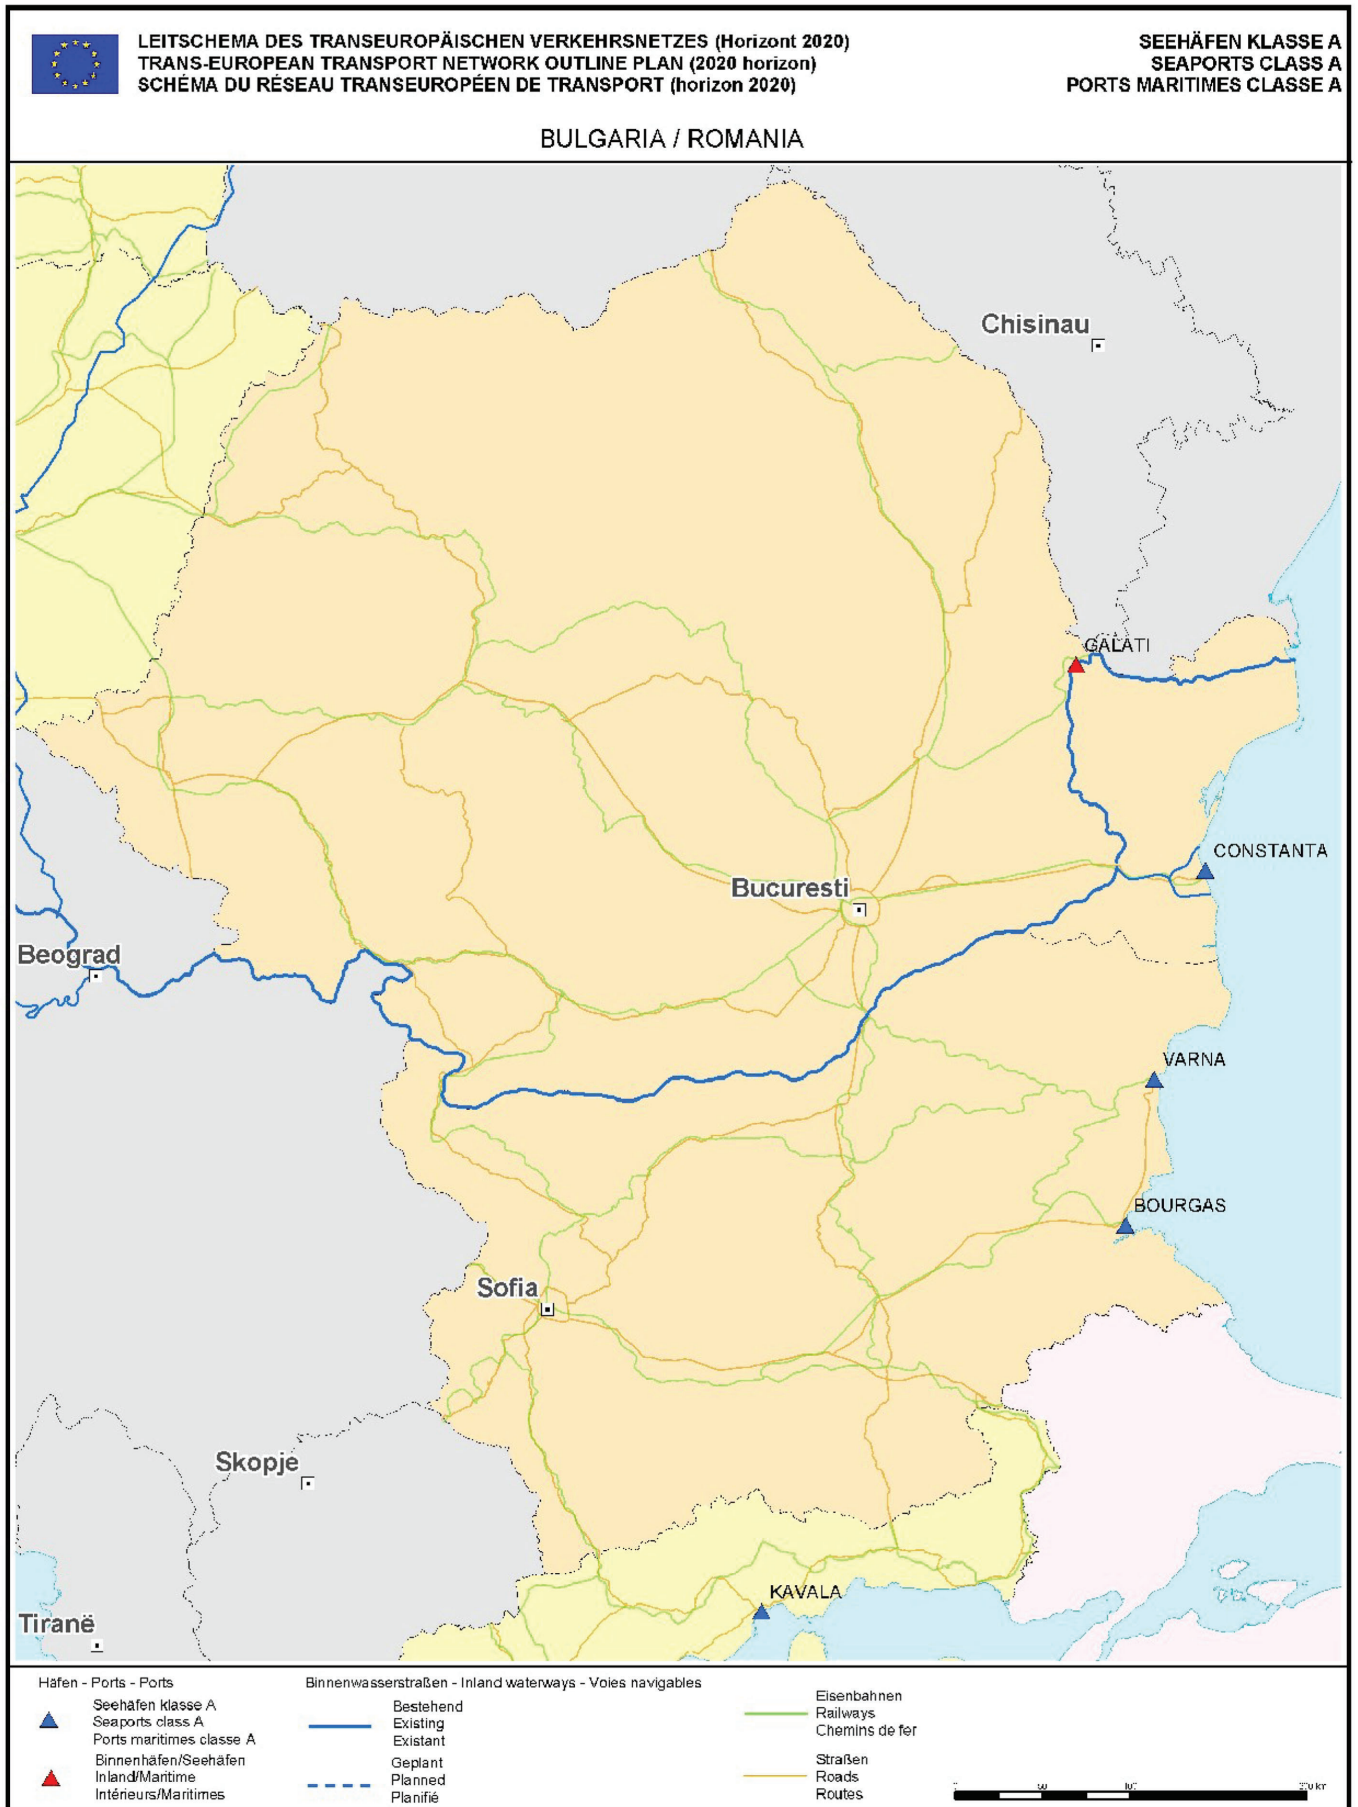 LEITSCHEMA DES TRANSEUROPÄISCHEN VERKEHRSNETZES (Horizont 2020)
TRANS-EUROPEAN TRANSPORT NETWORK OUTLINE PLAN (2020 horizon)
SCHÉMA DU RÉSEAU TRANSEUROPÉEN DE TRANSPORT (horizon 2020)
SEEHÄFEN KLASSE A
SEAPORTS CLASS A
PORTS MARITIMES CLASSE A
BULGARIA / ROMANIA
Chisinau
GALATI
CONSTANTA
Bucuresti
Beograd
VARNA
BOURGAS
Sofia
Skopje
KAVALA
Tiranë
Häfen - Ports - Ports
Seehäfen klasse A
Seaports class A
Ports maritimes classe A
Binnenhäfen/Seehäfen
Inland/Maritime
Intérieurs/Maritimes
Binnenwasserstraßen - Inland waterways - Voies navigables
Bestehend
Existing
Existant
Geplant
Planned
Planifié
Eisenbahnen
Railways
Chemins de fer
Straßen
Roads
Routes